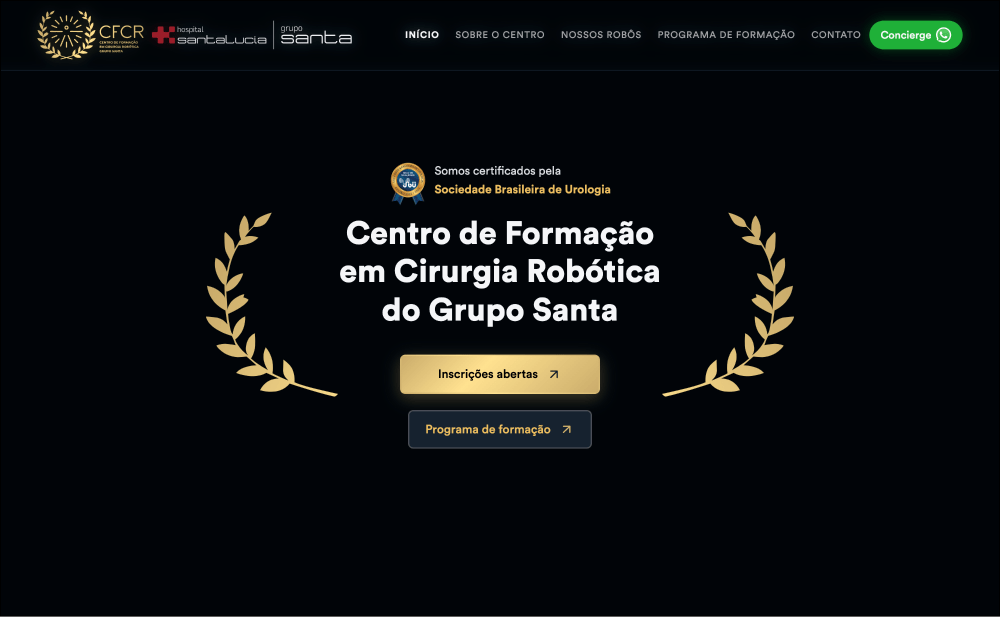 CFCR
CENTRO DE FORMAÇÃO
EM CIRURGIA ROBÓTICA
GRUPO SANTA
hospital
santaLucia
grupo
santa
INÍCIO
SOBRE O CENTRO
NOSSOS ROBÔS
PROGRAMA DE FORMAÇÃO
CONTATO
Concierge
Somos certificados pela
Sociedade Brasileira de Urologia
Centro de Formação
em Cirurgia Robótica
do Grupo Santa
Inscrições abertas
Programa de formação